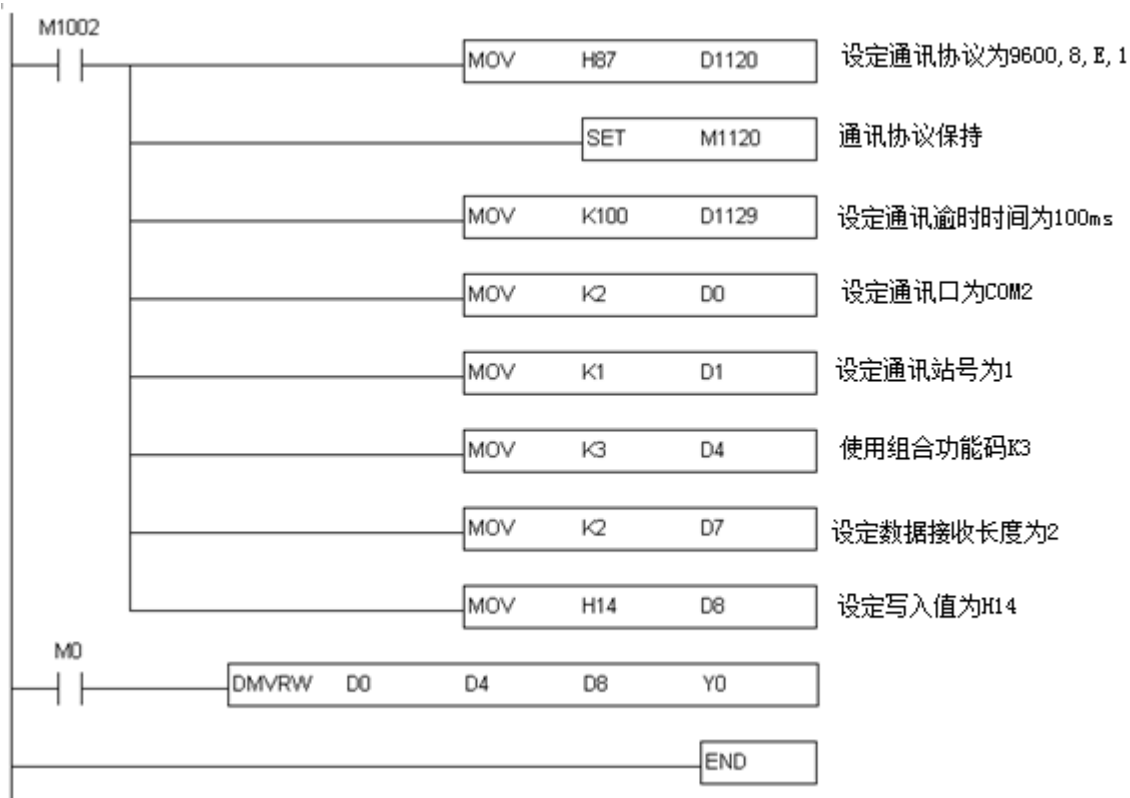 M1002
MOV H87 D1120 设定通讯协议为9600,8,E,1
SET M1120 通讯协议保持
MOV K100 D1129 设定通讯逾时时间为100ms
MOV K2 D0 设定通讯口为COM2
MOV K1 D1 设定通讯站号为1
MOV K3 D4 使用组合功能码K3
MOV K2 D7 设定数据接收长度为2
MOV H14 D8 设定写入值为H14
M0
DMVRW D0 D4 D8 Y0
END